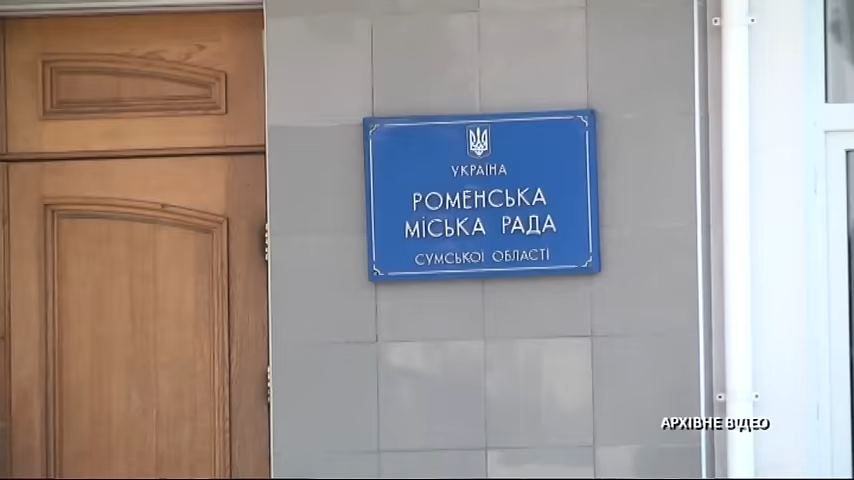 УКРАЇНА
РОМЕНСЬКА
МІСЬКА РАДА
СУМСЬКОЇ ОБЛАСТІ
АРХІВНЕ ВІДЕО